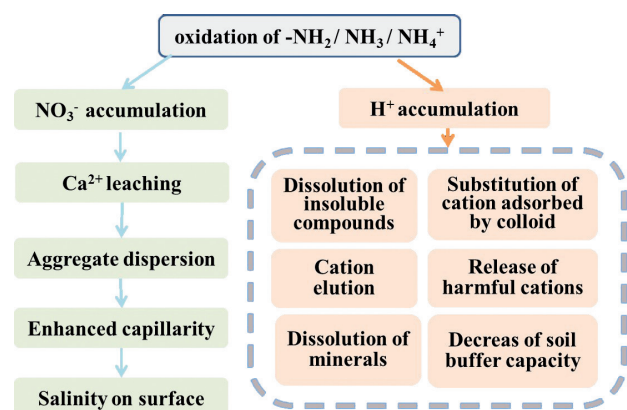 oxidation of -NH₂ / NH₃ / NH₄⁺
NO₃⁻ accumulation
H⁺ accumulation
Ca²⁺ leaching
Aggregate dispersion
Enhanced capillarity
Salinity on surface
Dissolution of
insoluble
compounds
Substitution of
cation adsorbed
by colloid
Cation
elution
Release of
harmful cations
Dissolution of
minerals
Decreas of soil
buffer capacity